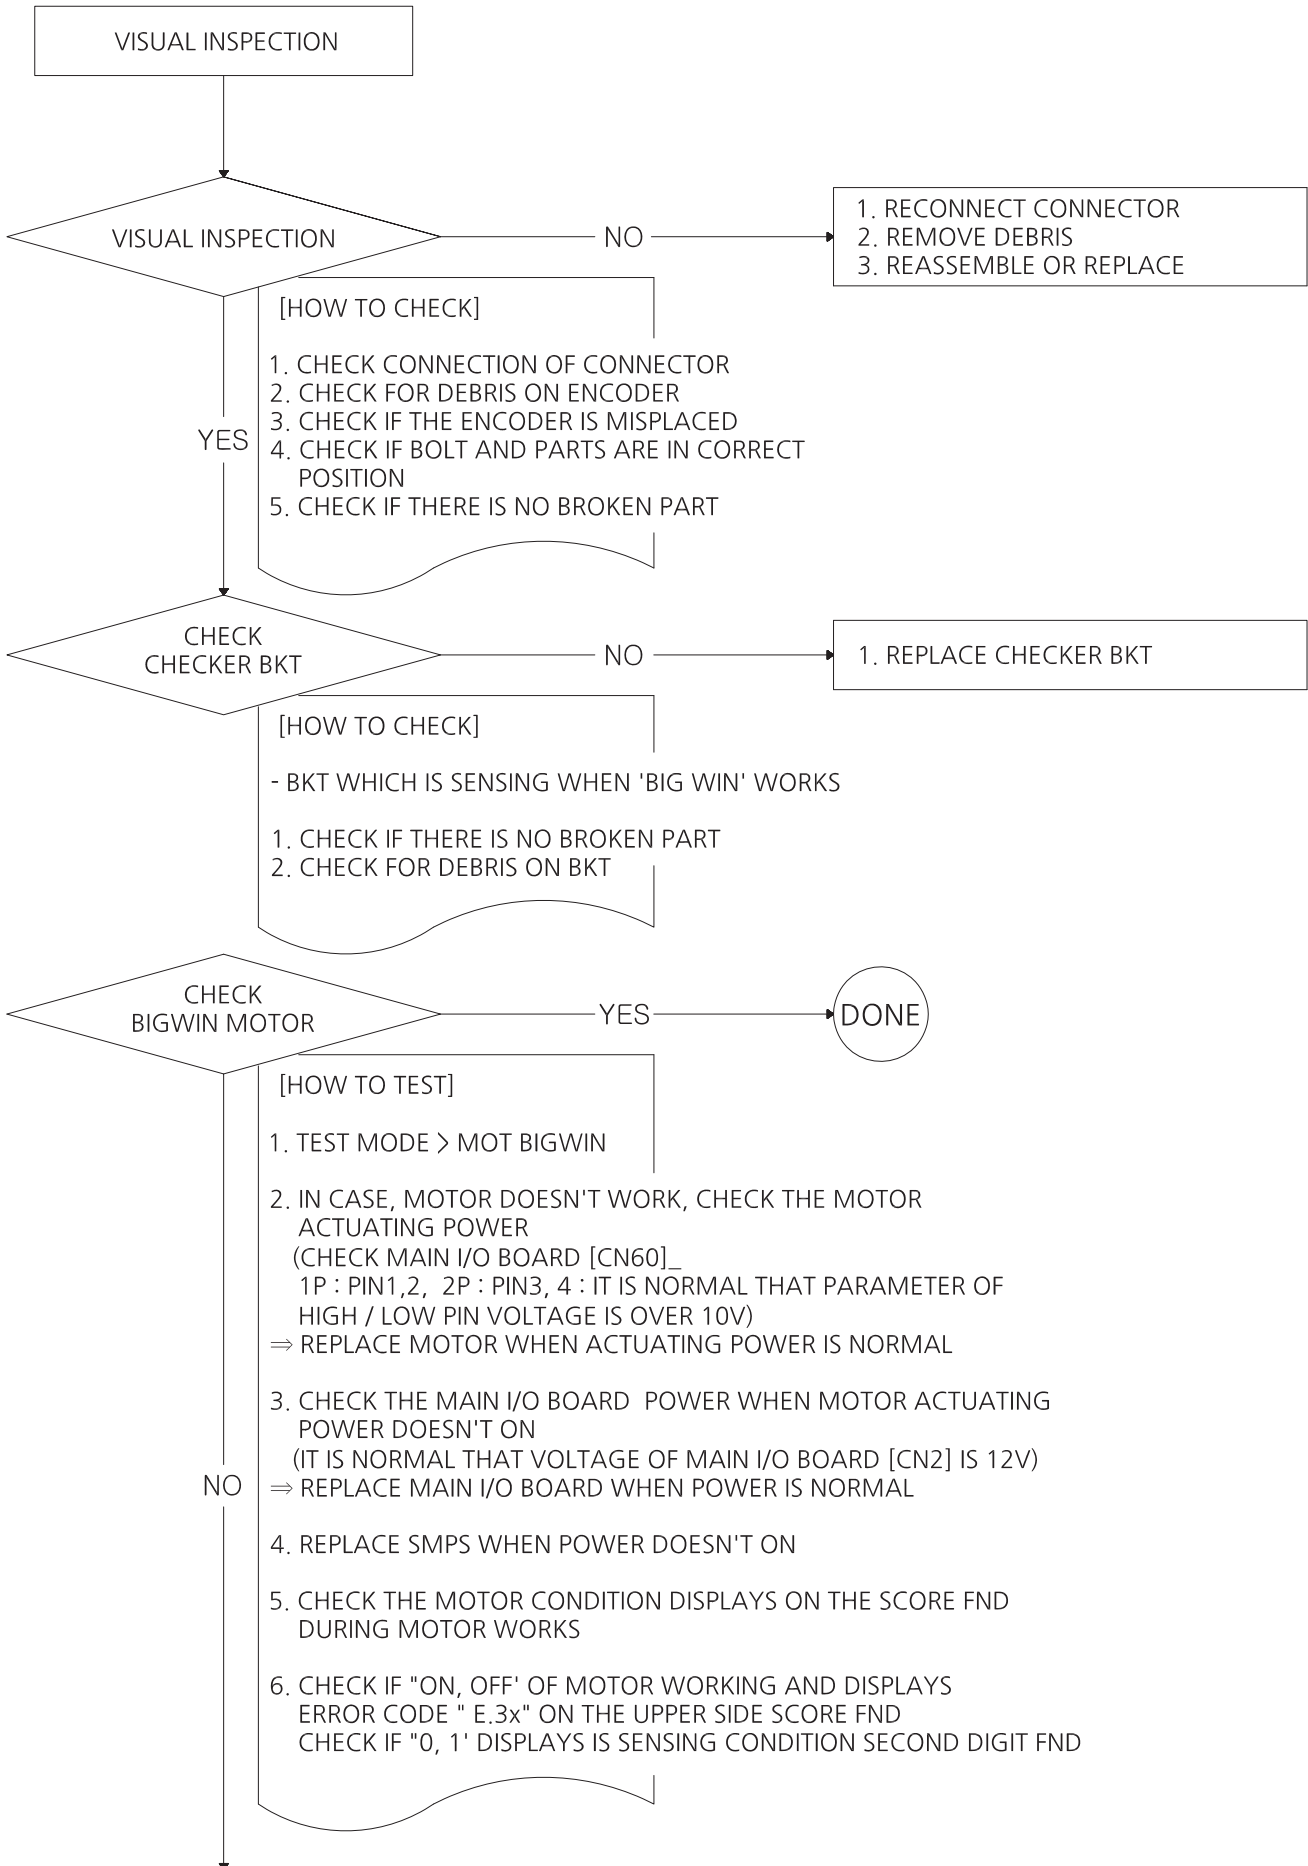 VISUAL INSPECTION
VISUAL INSPECTION
NO
1. RECONNECT CONNECTOR
2. REMOVE DEBRIS
3. REASSEMBLE OR REPLACE
[HOW TO CHECK]
1. CHECK CONNECTION OF CONNECTOR
2. CHECK FOR DEBRIS ON ENCODER
3. CHECK IF THE ENCODER IS MISPLACED
4. CHECK IF BOLT AND PARTS ARE IN CORRECT
POSITION
5. CHECK IF THERE IS NO BROKEN PART
YES
CHECK
CHECKER BKT
NO
1. REPLACE CHECKER BKT
[HOW TO CHECK]
- BKT WHICH IS SENSING WHEN 'BIG WIN' WORKS
1. CHECK IF THERE IS NO BROKEN PART
2. CHECK FOR DEBRIS ON BKT
CHECK
BIGWIN MOTOR
YES
DONE
[HOW TO TEST]
1. TEST MODE > MOT BIGWIN
2. IN CASE, MOTOR DOESN'T WORK, CHECK THE MOTOR
ACTUATING POWER
(CHECK MAIN I/O BOARD [CN60]_
1P : PIN1,2,  2P : PIN3, 4 : IT IS NORMAL THAT PARAMETER OF
HIGH / LOW PIN VOLTAGE IS OVER 10V)
⇒ REPLACE MOTOR WHEN ACTUATING POWER IS NORMAL
3. CHECK THE MAIN I/O BOARD  POWER WHEN MOTOR ACTUATING
POWER DOESN'T ON
(IT IS NORMAL THAT VOLTAGE OF MAIN I/O BOARD [CN2] IS 12V)
⇒ REPLACE MAIN I/O BOARD WHEN POWER IS NORMAL
NO
4. REPLACE SMPS WHEN POWER DOESN'T ON
5. CHECK THE MOTOR CONDITION DISPLAYS ON THE SCORE FND
DURING MOTOR WORKS
6. CHECK IF "ON, OFF' OF MOTOR WORKING AND DISPLAYS
ERROR CODE " E.3x" ON THE UPPER SIDE SCORE FND
CHECK IF "0, 1' DISPLAYS IS SENSING CONDITION SECOND DIGIT FND